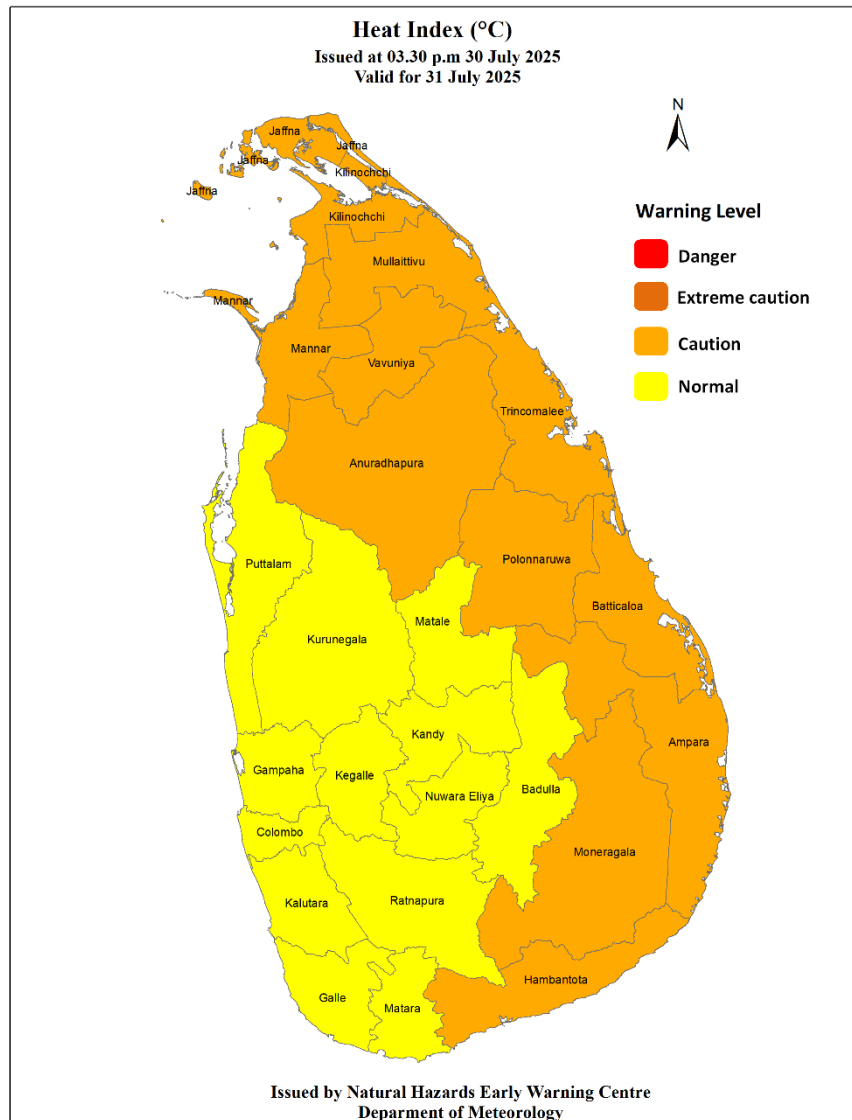 Heat Index (°C)
Issued at 03.30 p.m 30 July 2025
Valid for 31 July 2025
N
Jaffna
Jaffna
Jaffna
Kilinochchi
Jaffna
Kilinochchi
Mullaittivu
Mannar
Mannar
Vavuniya
Trincomalee
Anuradhapura
Polonnaruwa
Puttalam
Batticaloa
Kurunegala
Matale
Kandy
Ampara
Gampaha
Kegalle
Nuwara Eliya
Badulla
Colombo
Moneragala
Kalutara
Ratnapura
Hambantota
Galle
Matara
Warning Level
Danger
Extreme caution
Caution
Normal
Issued by Natural Hazards Early Warning Centre
Deparment of Meteorology